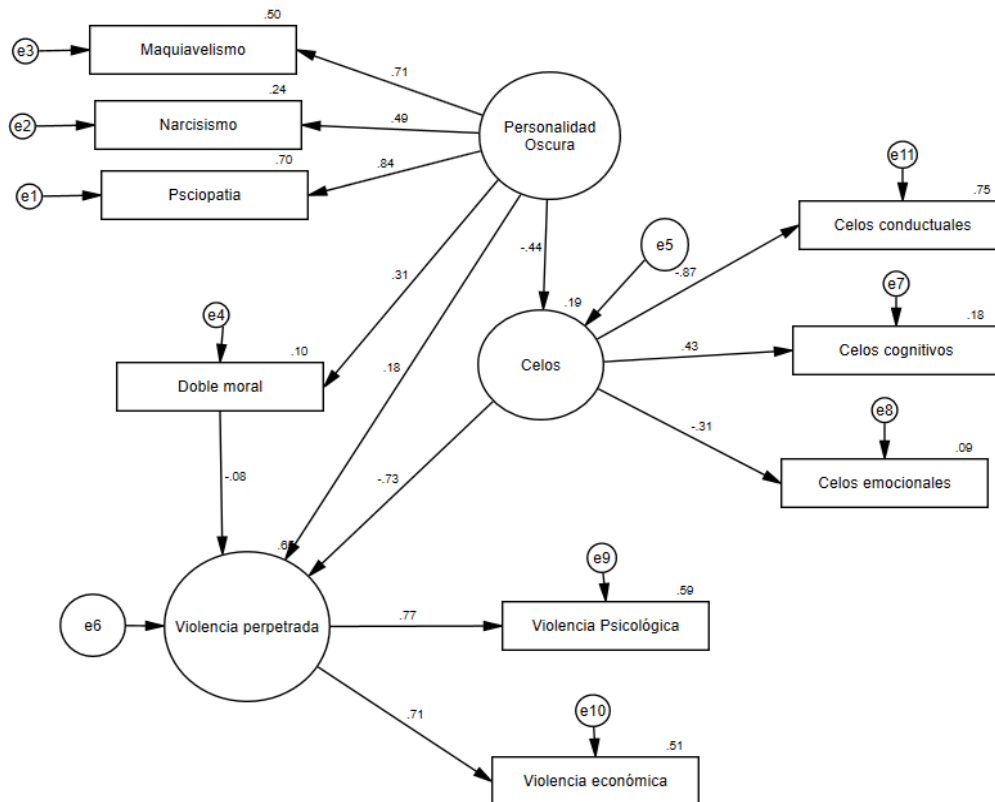 .50
e3
Maquiavelismo
.71
.24
e2
Narcisismo
.49
Personalidad
Oscura
.70
.84
e1
Psciopatia
e11
.75
Celos conductuales
-.44
e5
-.87
.31
e7
.18
e4
.19
.43
Celos cognitivos
.10
.18
Celos
Doble moral
e8
-.31
.09
-.08
-.73
Celos emocionales
e9
.59
e6
Violencia perpetrada
.77
Violencia Psicológica
e10
.71
.51
Violencia económica